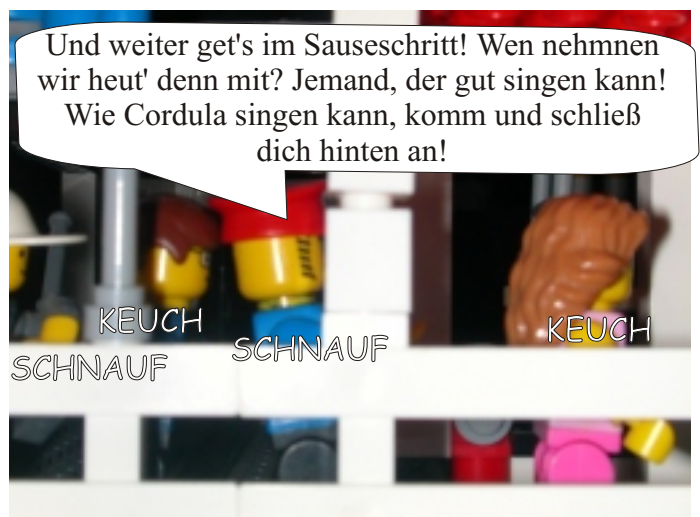 Und weiter get's im Sauseschritt! Wen nehmnen
wir heut' denn mit? Jemand, der gut singen kann!
Wie Cordula singen kann, komm und schließ
dich hinten an!
KEUCH
SCHNAUF
SCHNAUF
KEUCH